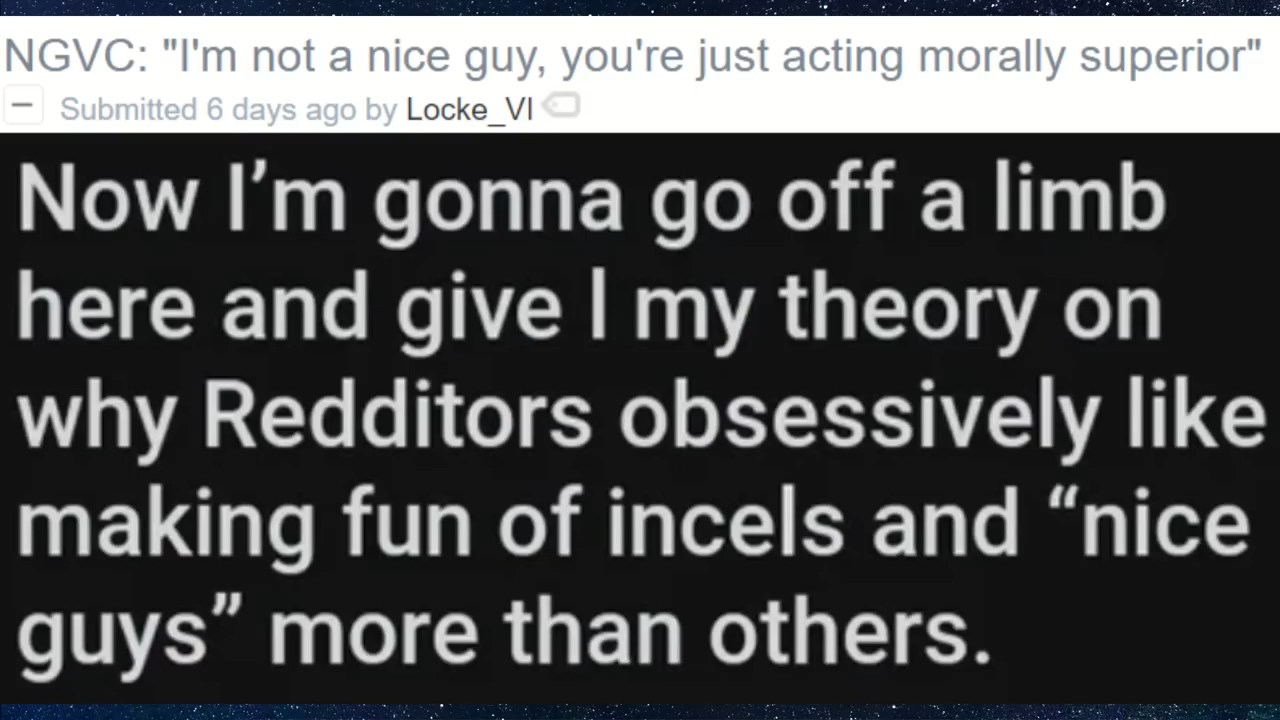 NGVC: "I'm not a nice guy, you're just acting morally superior"
Submitted 6 days ago by Locke_VI
Now I’m gonna go off a limb
here and give I my theory on
why Redditors obsessively like
making fun of incels and “nice
guys” more than others.